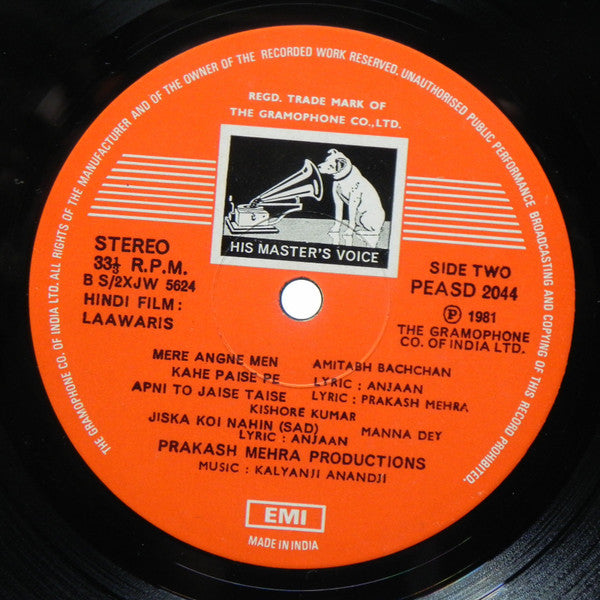 THE GRAMOPHONE CO. OF INDIA LTD. ALL RIGHTS OF THE MANUFACTURER AND OF THE OWNER OF THE RECORDED WORK RESERVED, UNAUTHORISED PUBLIC PERFORMANCE BROADCASTING AND COPYING OF THIS RECORD PROHIBITED.
REGD. TRADE MARK OF
THE GRAMOPHONE CO., LTD.
HIS MASTER'S VOICE
STEREO
33⅓ R.P.M.
B S/2XJW 5624
HINDI FILM :
LAAWARIS
SIDE TWO
PEASD 2044
Ⓟ 1981
THE GRAMOPHONE
CO. OF INDIA LTD.
MERE ANGNE MEN AMITABH BACHCHAN
KAHE PAISE PE LYRIC : ANJAAN
APNI TO JAISE TAISE LYRIC : PRAKASH MEHRA
KISHORE KUMAR
JISKA KOI NAHIN (SAD) MANNA DEY
LYRIC : ANJAAN
PRAKASH MEHRA PRODUCTIONS
MUSIC : KALYANJI ANANDJI
EMI
MADE IN INDIA